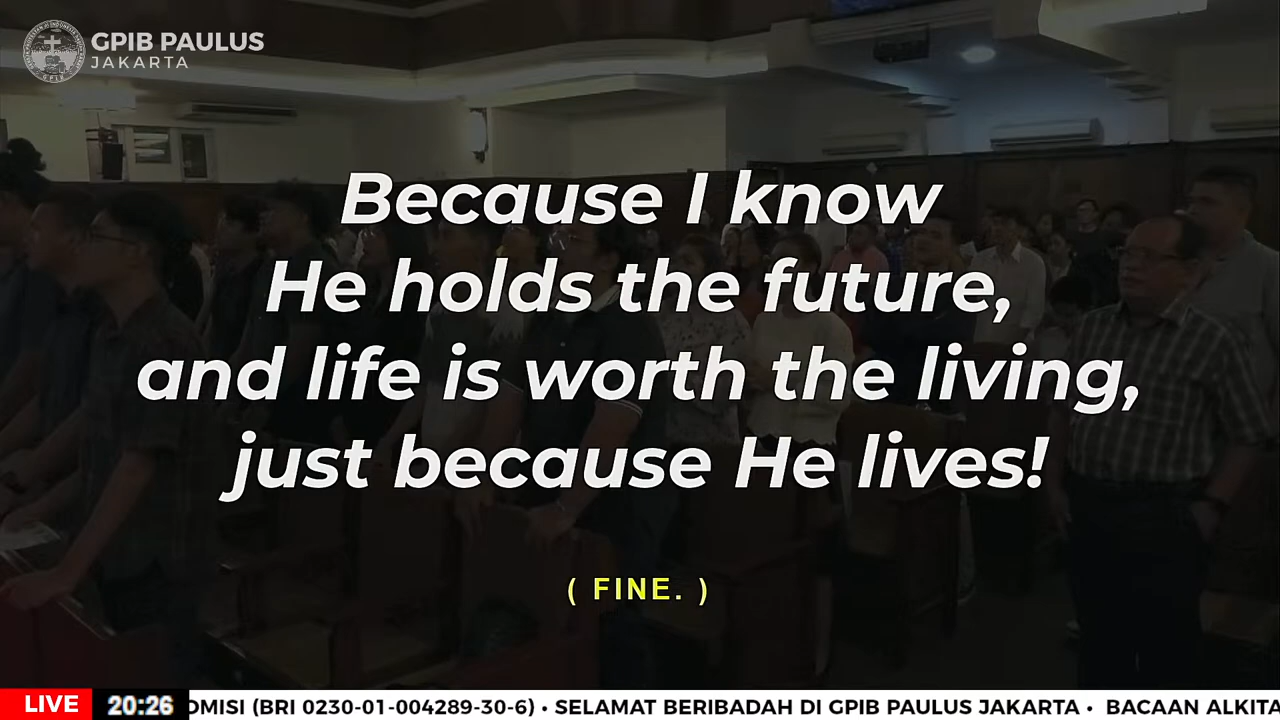 GPIB PAULUS
JAKARTA
Because I know
He holds the future,
and life is worth the living,
just because He lives!
( FINE. )
LIVE
20:26
OMISI (BRI 0230-01-004289-30-6) • SELAMAT BERIBADAH DI GPIB PAULUS JAKARTA • BACAAN ALKITA